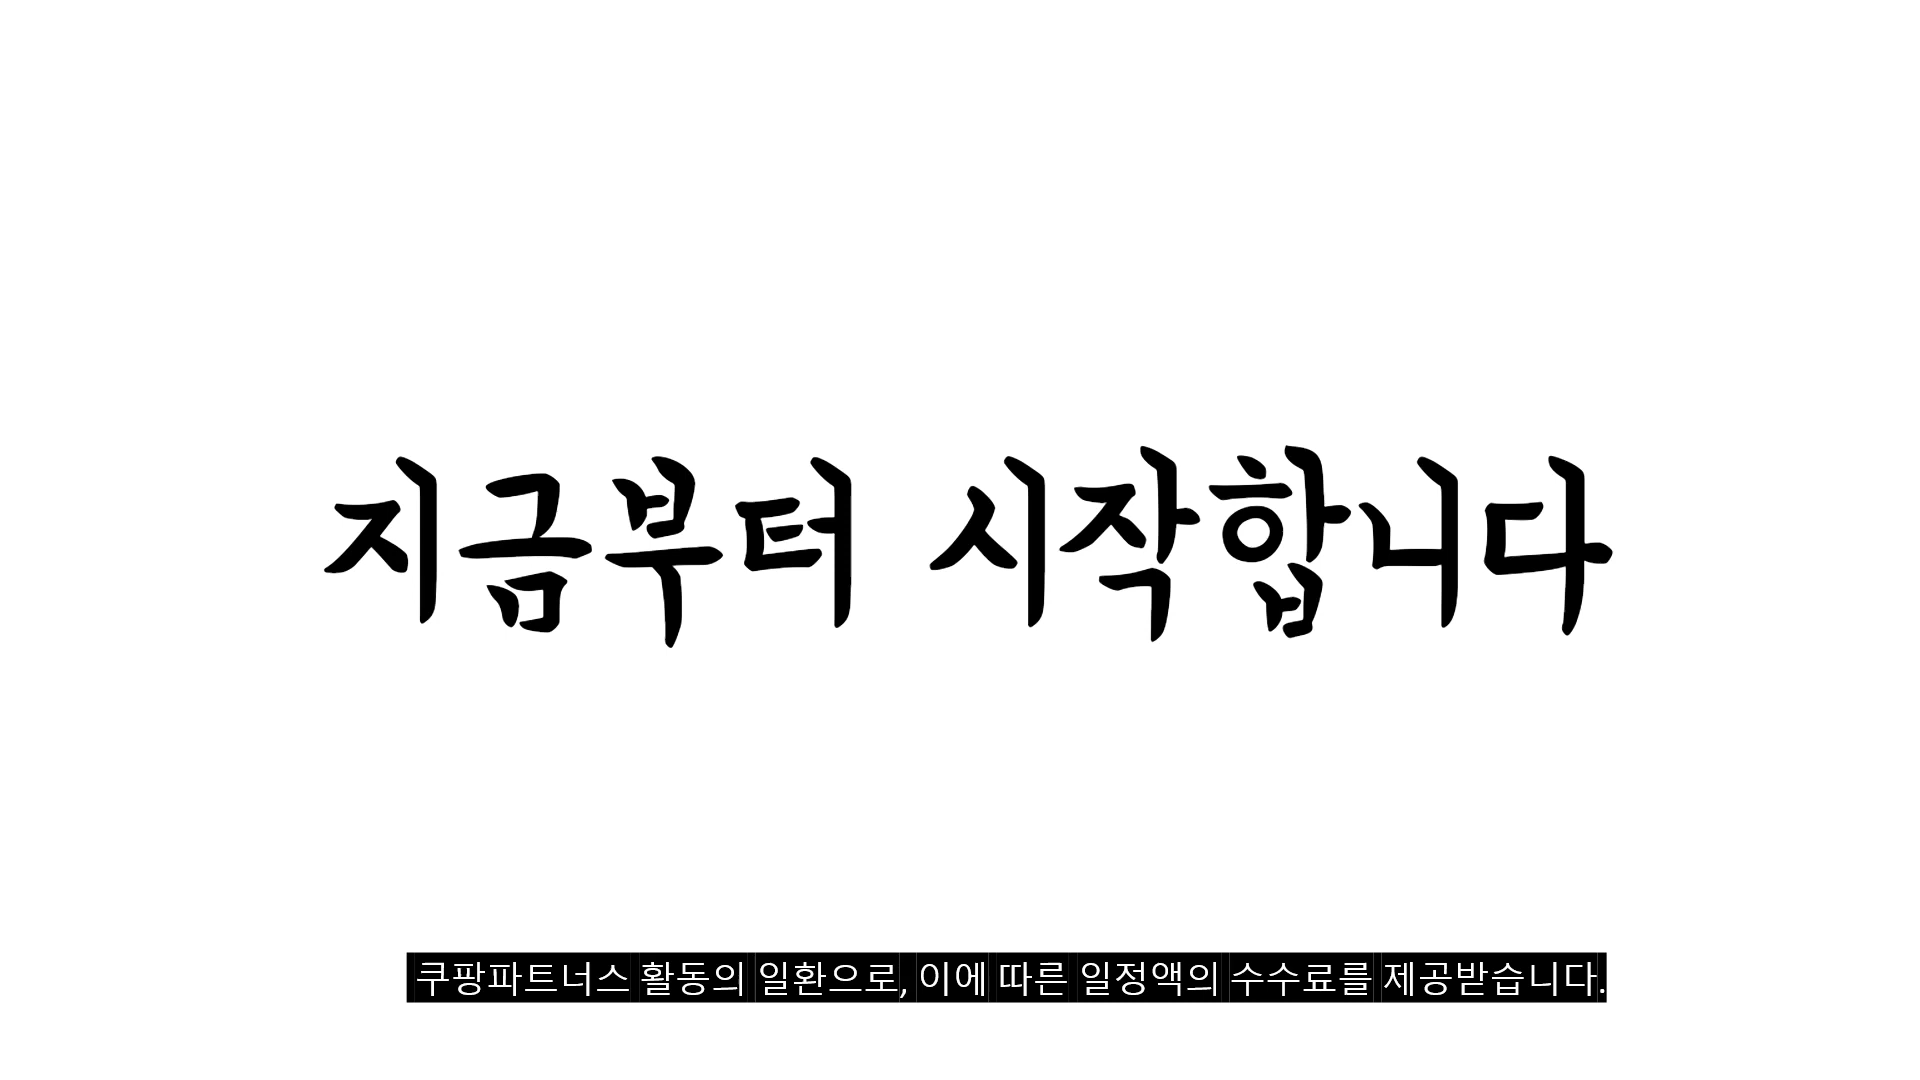 지금부터 시작합니다
쿠팡파트너스 활동의 일환으로, 이에 따른 일정액의 수수료를 제공받습니다.